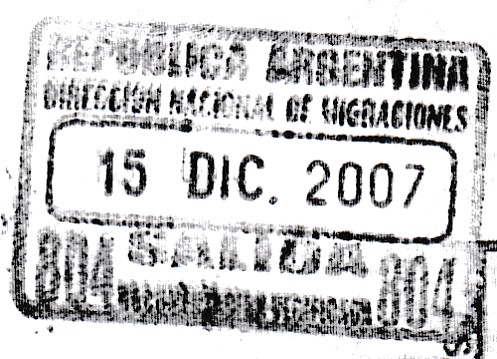 REPUBLICA ARGENTINA
DIRECCION NACIONAL DE MIGRACIONES
15 DIC. 2007
804 SALIDA 804